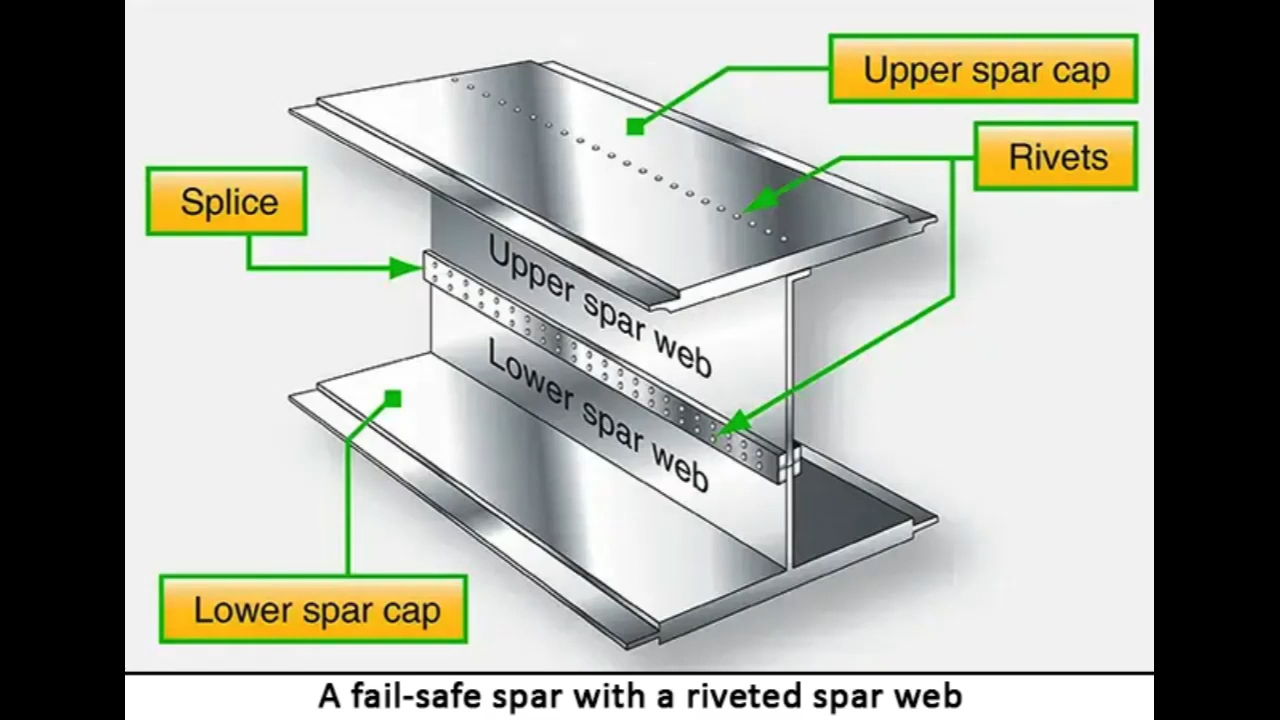 Upper spar cap
Rivets
Splice
Upper spar web
Lower spar web
Lower spar cap
A fail-safe spar with a riveted spar web